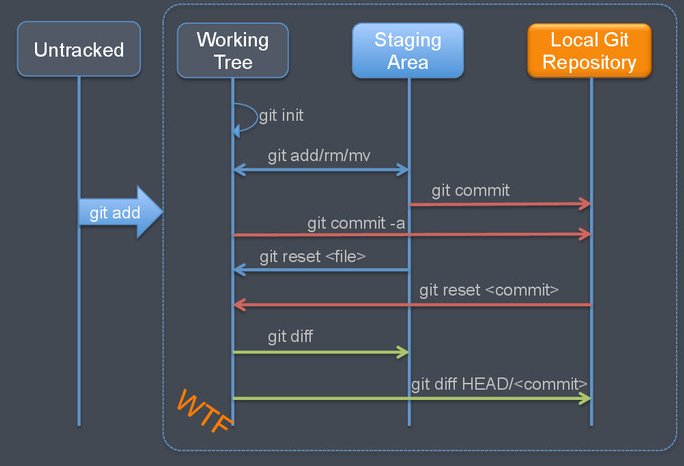 Untracked
Working
Tree
Staging
Area
Local Git
Repository
git init
git add/rm/mv
git commit
git add
git commit -a
git reset <file>
git reset <commit>
git diff
git diff HEAD/<commit>
WTF